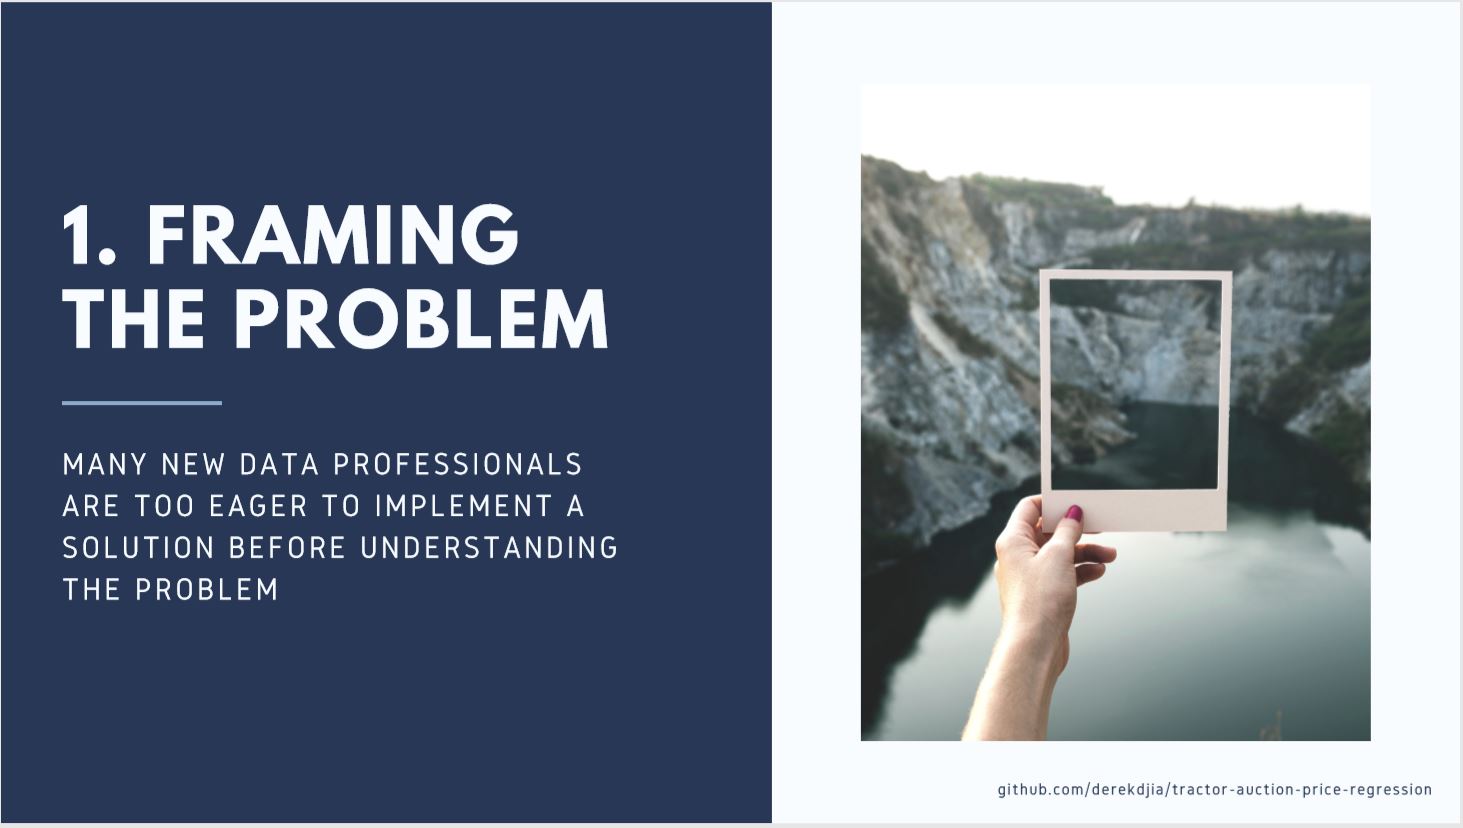 1. FRAMING
THE PROBLEM
MANY NEW DATA PROFESSIONALS
ARE TOO EAGER TO IMPLEMENT A
SOLUTION BEFORE UNDERSTANDING
THE PROBLEM
github.com/derekdjia/tractor-auction-price-regression